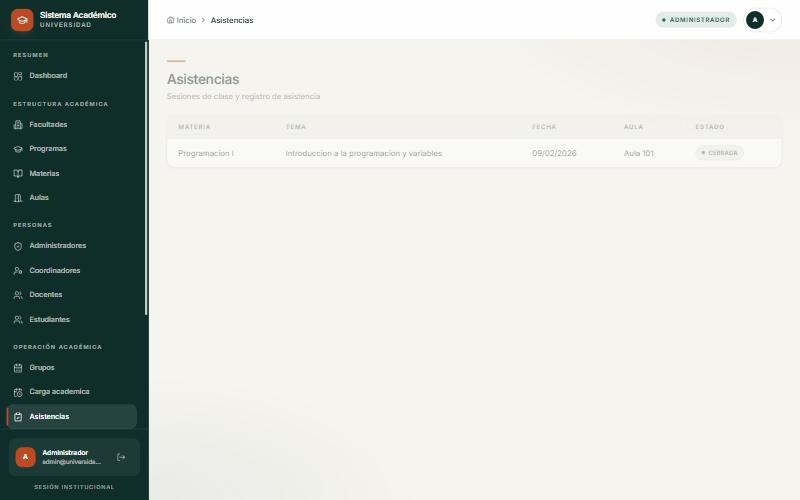 Sistema Académico
UNIVERSIDAD
Inicio > Asistencias
ADMINISTRADOR
A
RESUMEN
Dashboard
ESTRUCTURA ACADÉMICA
Facultades
Programas
Materias
Aulas
PERSONAS
Administradores
Coordinadores
Docentes
Estudiantes
OPERACIÓN ACADÉMICA
Grupos
Carga academica
Asistencias
A
Administrador
admin@universida...
SESIÓN INSTITUCIONAL
Asistencias
Sesiones de clase y registro de asistencia
MATERIA TEMA FECHA AULA ESTADO
Programacion I Introduccion a la programacion y variables 09/02/2026 Aula 101 CERRADA